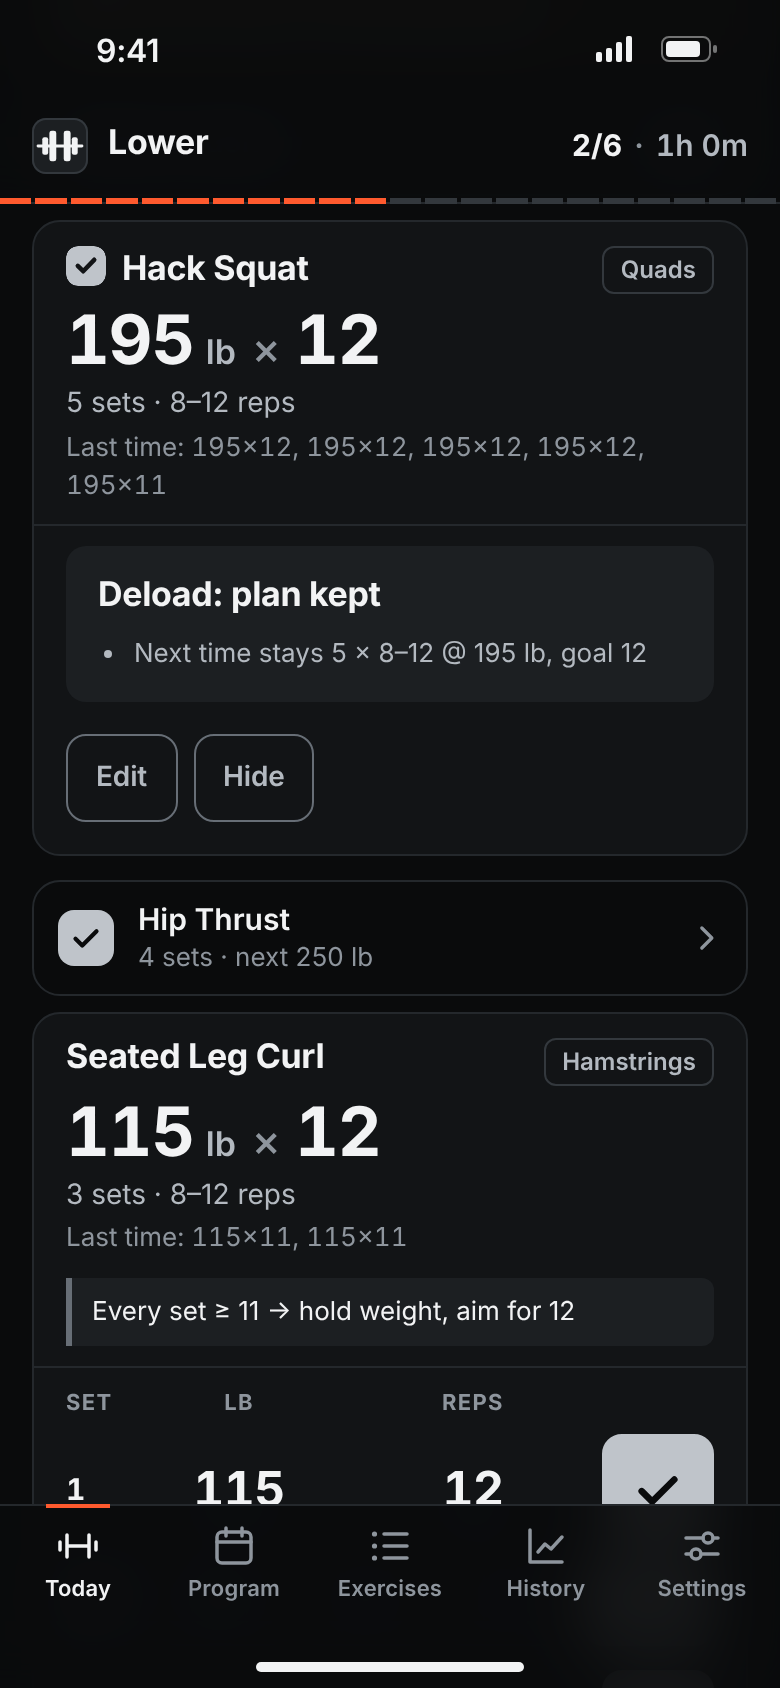 9:41
Lower
2/6 · 1h 0m
Hack Squat
Quads
195 lb × 12
5 sets · 8–12 reps
Last time: 195×12, 195×12, 195×12, 195×12,
195×11
Deload: plan kept
• Next time stays 5 × 8–12 @ 195 lb, goal 12
Edit
Hide
Hip Thrust
4 sets · next 250 lb
Seated Leg Curl
Hamstrings
115 lb × 12
3 sets · 8–12 reps
Last time: 115×11, 115×11
Every set ≥ 11 → hold weight, aim for 12
SET LB REPS
1 115 12
Today
Program
Exercises
History
Settings